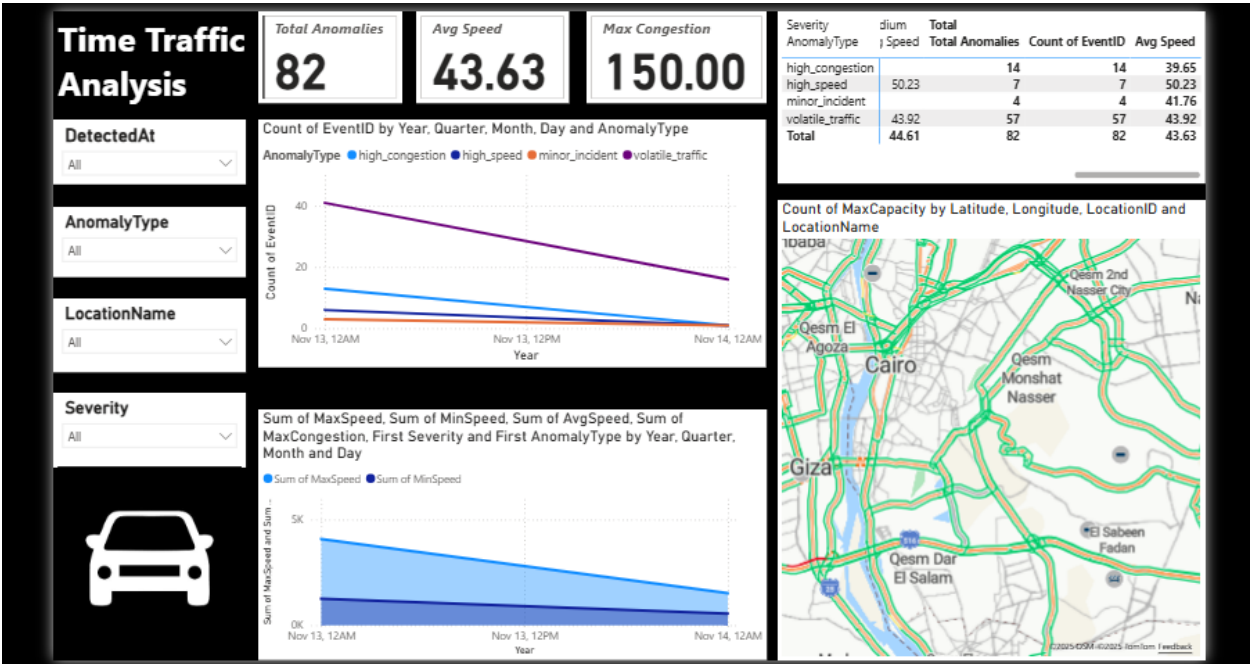 Time Traffic
Analysis
Total Anomalies
82
Avg Speed
43.63
Max Congestion
150.00
DetectedAt
All
AnomalyType
All
LocationName
All
Severity
All
Count of EventID by Year, Quarter, Month, Day and AnomalyType
AnomalyType high_congestion high_speed minor_incident volatile_traffic
Count of EventID
40
20
0
Nov 13, 12AM Nov 13, 12PM Nov 14, 12AM
Year
Sum of MaxSpeed, Sum of MinSpeed, Sum of AvgSpeed, Sum of
MaxCongestion, First Severity and First AnomalyType by Year, Quarter,
Month and Day
Sum of MaxSpeed Sum of MinSpeed
Sum of MaxSpeed and Sum ...
5K
0K
Nov 13, 12AM Nov 13, 12PM Nov 14, 12AM
Year
Severity dium Total
AnomalyType Speed Total Anomalies Count of EventID Avg Speed
high_congestion 14 14 39.65
high_speed 50.23 7 7 50.23
minor_incident 4 4 41.76
volatile_traffic 43.92 57 57 43.92
Total 44.61 82 82 43.63
Count of MaxCapacity by Latitude, Longitude, LocationID and
LocationName
Qesm 2nd
Nasser City
Na
Qesm El
Agoza
Cairo
Qesm
Monshat
Nasser
Giza
El Sabeen
Fadan
Qesm Dar
El Salam
©2025 OSM ©2025 TomTom Feedback